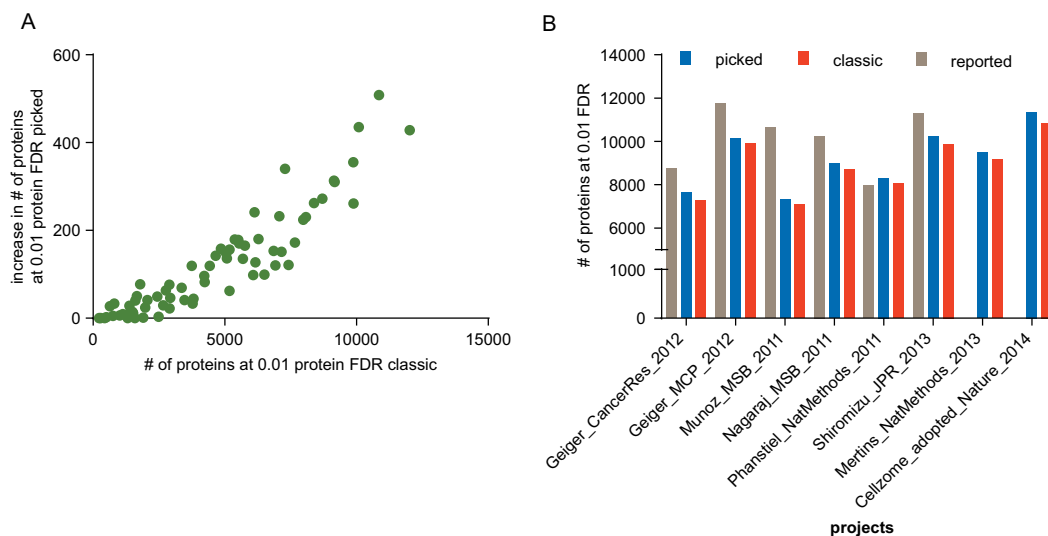 A
increase in # of proteins
at 0.01 protein FDR picked
600
400
200
0
0
5000
10000
15000
# of proteins at 0.01 protein FDR classic
B
# of proteins at 0.01 FDR
14000
12000
10000
8000
6000
1000
0
picked
classic
reported
Geiger_CancerRes_2012
Geiger_MCP_2012
Munoz_MSB_2011
Nagaraj_MSB_2011
Phanstiel_NatMethods_2011
Shiromizu_JPR_2013
Mertins_NatMethods_2013
Cellzome_adopted_Nature_2014
projects